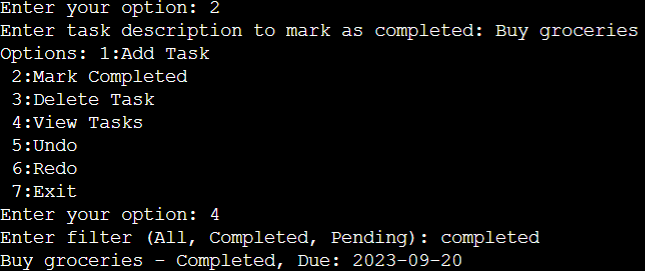 Enter your option: 2
Enter task description to mark as completed: Buy groceries
Options: 1:Add Task
 2:Mark Completed
 3:Delete Task
 4:View Tasks
 5:Undo
 6:Redo
 7:Exit
Enter your option: 4
Enter filter (All, Completed, Pending): completed
Buy groceries - Completed, Due: 2023-09-20